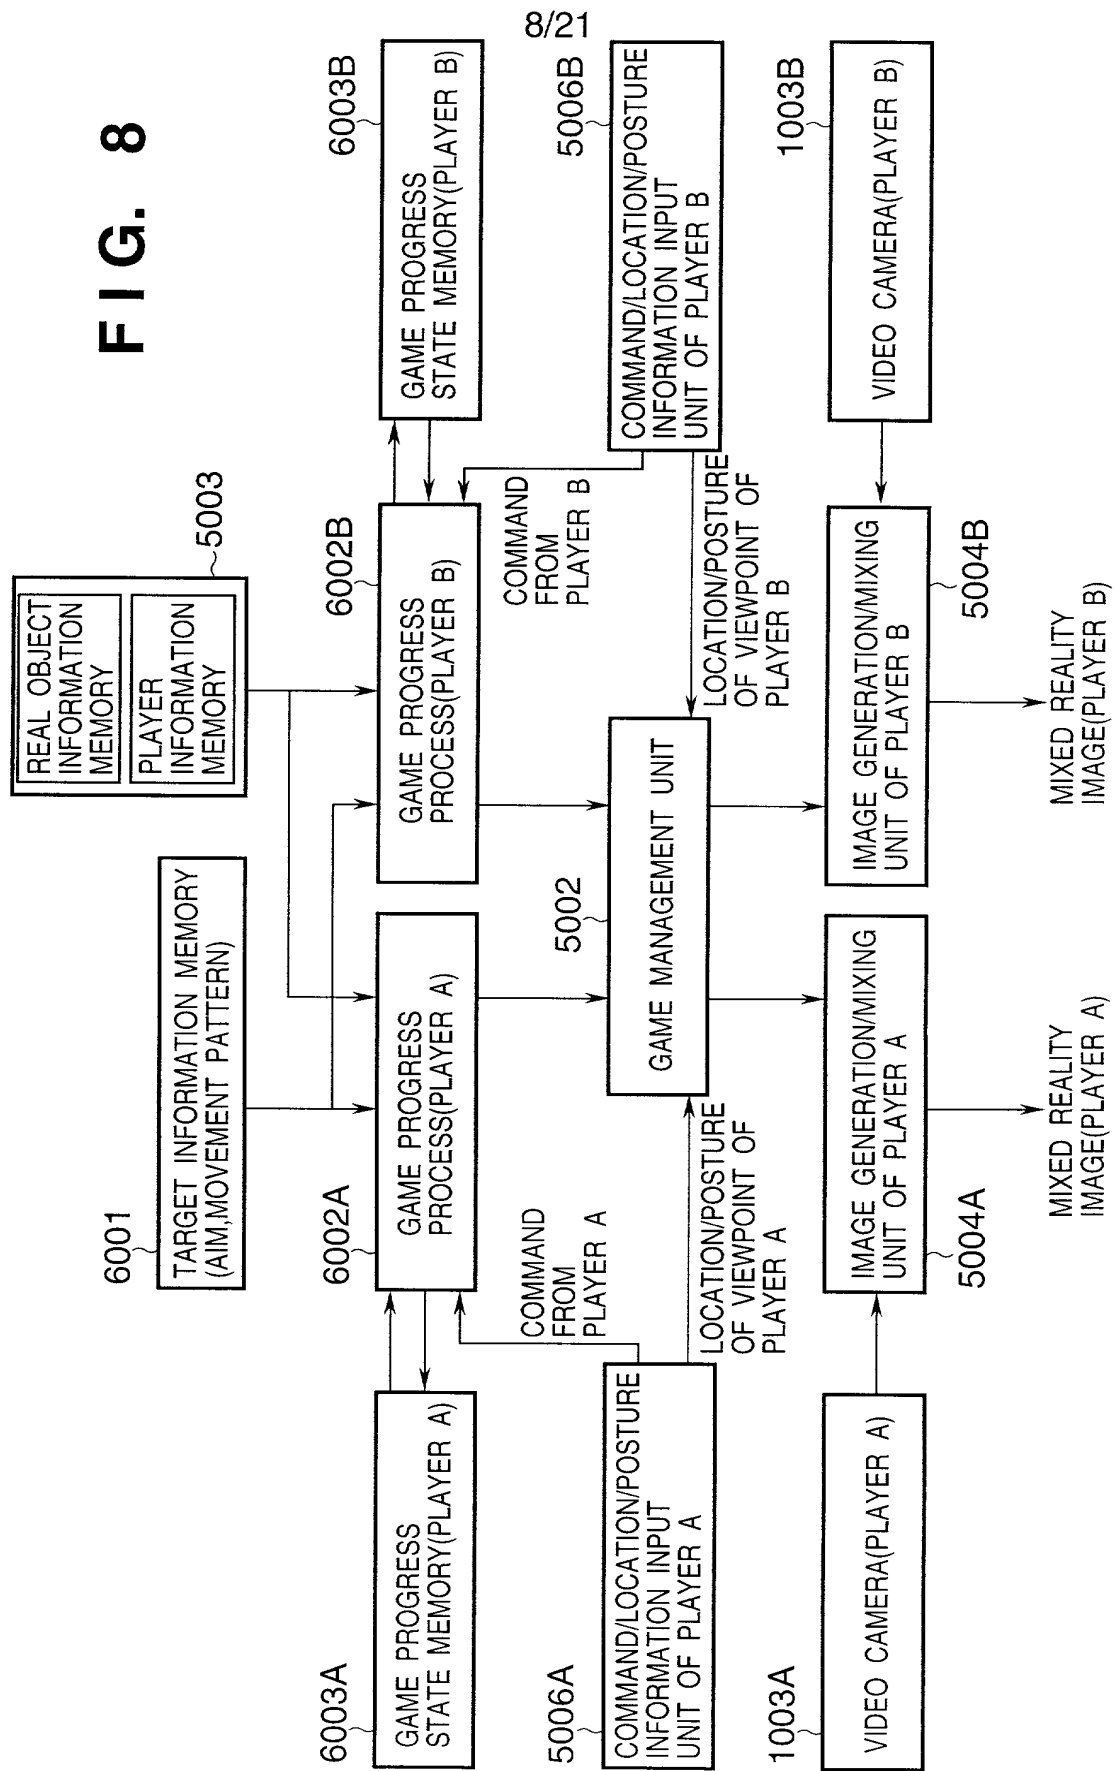 8/21
FIG. 8
5003
REAL OBJECT
INFORMATION
MEMORY
PLAYER
INFORMATION
MEMORY
6001
TARGET INFORMATION MEMORY
(AIM,MOVEMENT PATTERN)
6003A
GAME PROGRESS
STATE MEMORY(PLAYER A)
6002A
GAME PROGRESS
PROCESS(PLAYER A)
6002B
GAME PROGRESS
PROCESS(PLAYER B)
6003B
GAME PROGRESS
STATE MEMORY(PLAYER B)
COMMAND
FROM
PLAYER A
COMMAND
FROM
PLAYER B
5006A
COMMAND/LOCATION/POSTURE
INFORMATION INPUT
UNIT OF PLAYER A
5002
GAME MANAGEMENT UNIT
5006B
COMMAND/LOCATION/POSTURE
INFORMATION INPUT
UNIT OF PLAYER B
LOCATION/POSTURE
OF VIEWPOINT OF
PLAYER A
LOCATION/POSTURE
OF VIEWPOINT OF
PLAYER B
1003A
VIDEO CAMERA(PLAYER A)
IMAGE GENERATION/MIXING
UNIT OF PLAYER A
5004A
IMAGE GENERATION/MIXING
UNIT OF PLAYER B
5004B
1003B
VIDEO CAMERA(PLAYER B)
MIXED REALITY
IMAGE(PLAYER A)
MIXED REALITY
IMAGE(PLAYER B)